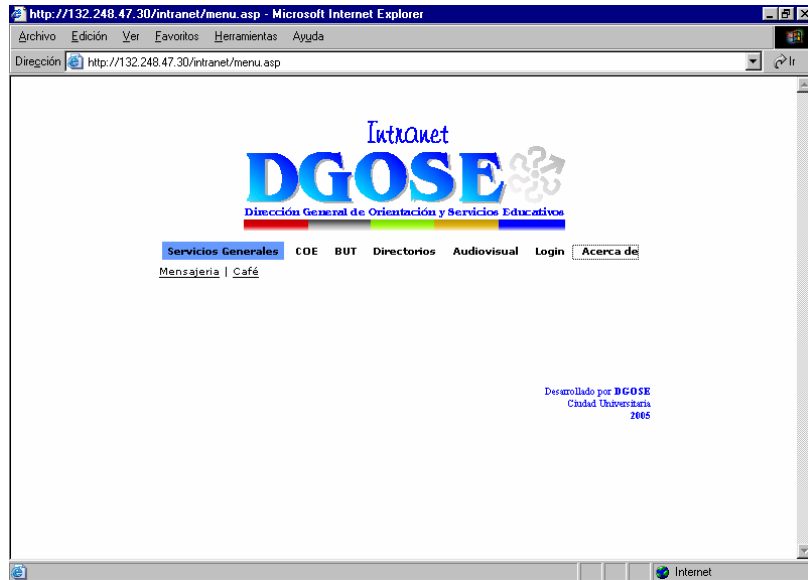 http://132.248.47.30/intranet/menu.asp - Microsoft Internet Explorer
Archivo Edición Ver Favoritos Herramientas Ayuda
Dirección http://132.248.47.30/intranet/menu.asp Ir
Intranet
DGOSE
Dirección General de Orientación y Servicios Educativos
Servicios Generales COE BUT Directorios Audiovisual Login Acerca de
Mensajeria | Café
Desarrollado por DGOSE
Ciudad Universitaria
2005
Internet